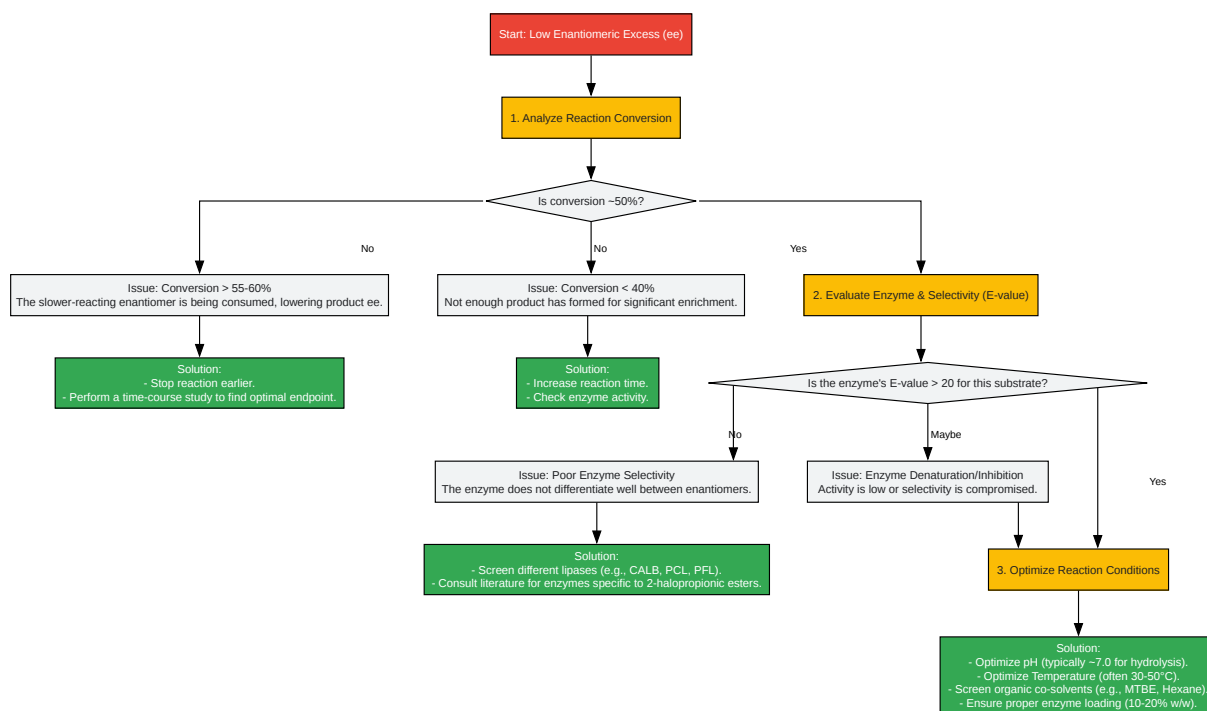 Start: Low Enantiomeric Excess (ee)
1. Analyze Reaction Conversion
Is conversion ~50%?
No
No
Yes
Issue: Conversion > 55-60%
The slower-reacting enantiomer is being consumed, lowering product ee.
Issue: Conversion < 40%
Not enough product has formed for significant enrichment.
2. Evaluate Enzyme & Selectivity (E-value)
Solution:
- Stop reaction earlier.
- Perform a time-course study to find optimal endpoint.
Solution:
- Increase reaction time.
- Check enzyme activity.
Is the enzyme's E-value > 20 for this substrate?
No
Maybe
Yes
Issue: Poor Enzyme Selectivity
The enzyme does not differentiate well between enantiomers.
Issue: Enzyme Denaturation/Inhibition
Activity is low or selectivity is compromised.
Solution:
- Screen different lipases (e.g., CALB, PCL, PFL).
- Consult literature for enzymes specific to 2-halopropionic esters.
3. Optimize Reaction Conditions
Solution:
- Optimize pH (typically ~7.0 for hydrolysis).
- Optimize Temperature (often 30-50°C).
- Screen organic co-solvents (e.g., MTBE, Hexane).
- Ensure proper enzyme loading (10-20% w/w).